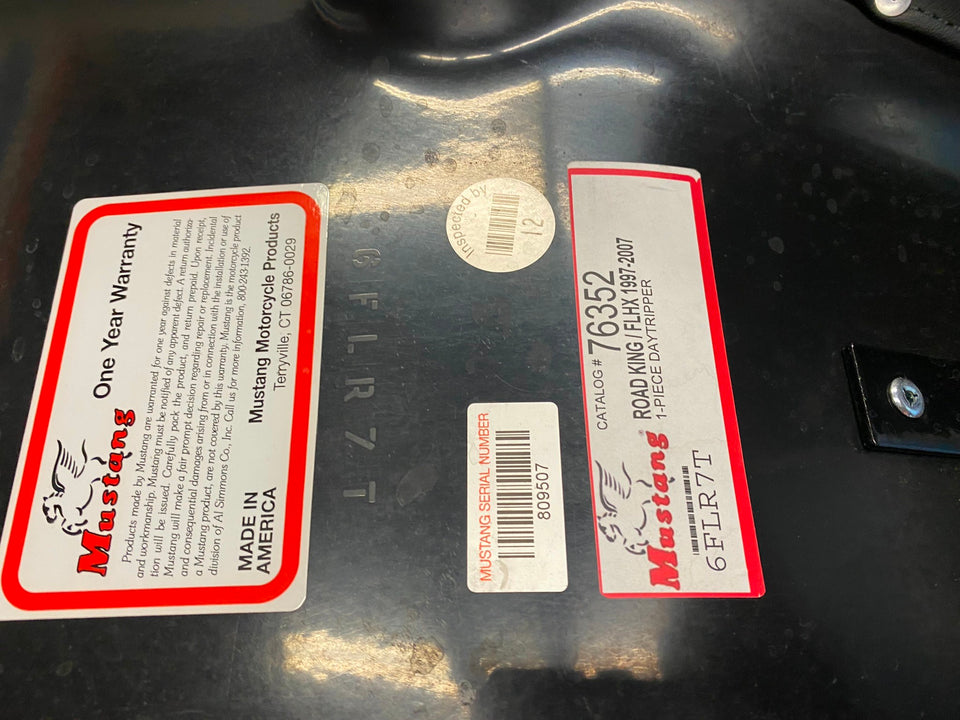 Mustang
One Year Warranty
Products made by Mustang are warranted for one year against defects in material
and workmanship. Mustang must be notified of any apparent defect. A return authoriza-
tion will be issued. Carefully pack the product, and return prepaid. Upon receipt,
Mustang will make a fair prompt decision regarding repair or replacement. Incidental
and consequential damages arising from or in connection with the installation or use of
a Mustang product, are not covered by this warranty. Mustang is the motorcycle product
division of Al Simmons Co., Inc. Call us for more information, 800-243-1392.
MADE IN
AMERICA
Mustang Motorcycle Products
Terryville, CT 06786-0029
6FLR7T
Inspected by
12
MUSTANG SERIAL NUMBER
809507
CATALOG # 76352
ROAD KING / FLHX 1997-2007
1-PIECE DAYTRIPPER
Mustang
6FLR7T